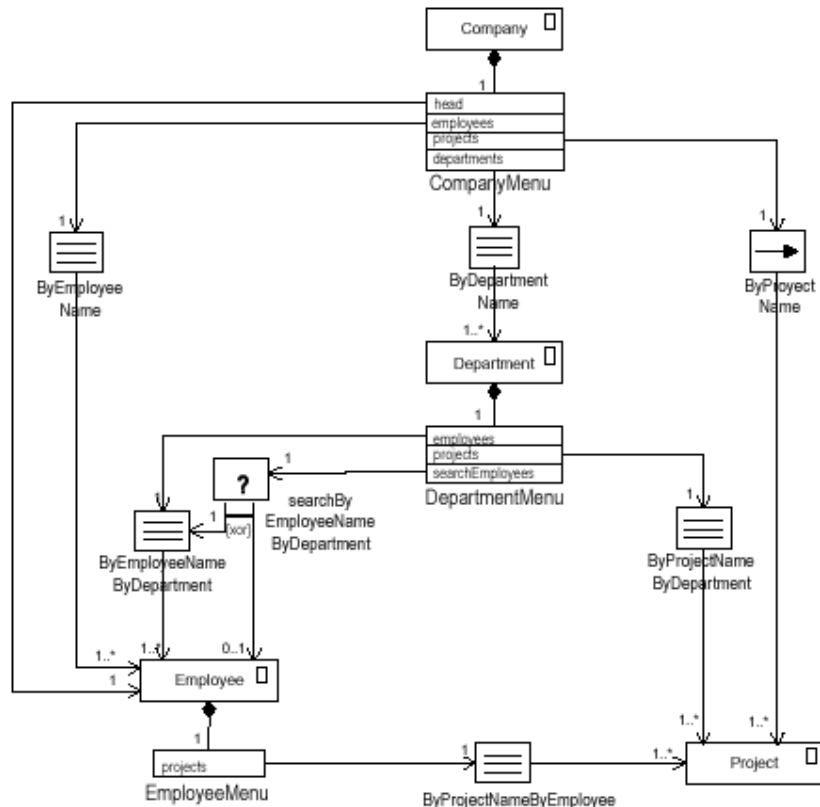 Company
1
head
employees
projects
departments
CompanyMenu
1
1
1
ByEmployee
Name
ByDepartment
Name
ByProyect
Name
1..*
Department
1
employees
projects
searchEmployees
DepartmentMenu
1
?
searchBy
EmployeeName
ByDepartment
1
[xor]
1
ByEmployeeName
ByDepartment
ByProjectName
ByDepartment
1..*
1..*
0..1
1
Employee
1
projects
EmployeeMenu
1
ByProjectNameByEmployee
1..*
1..*
1..*
Project